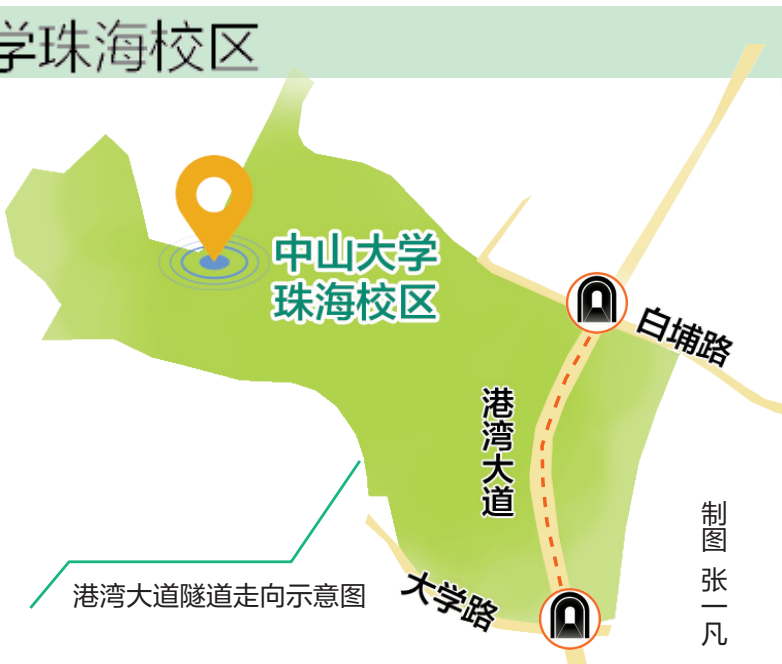 学珠海校区
中山大学
珠海校区
白埔路
港湾大道
大学路
港湾大道隧道走向示意图
制图 张一凡